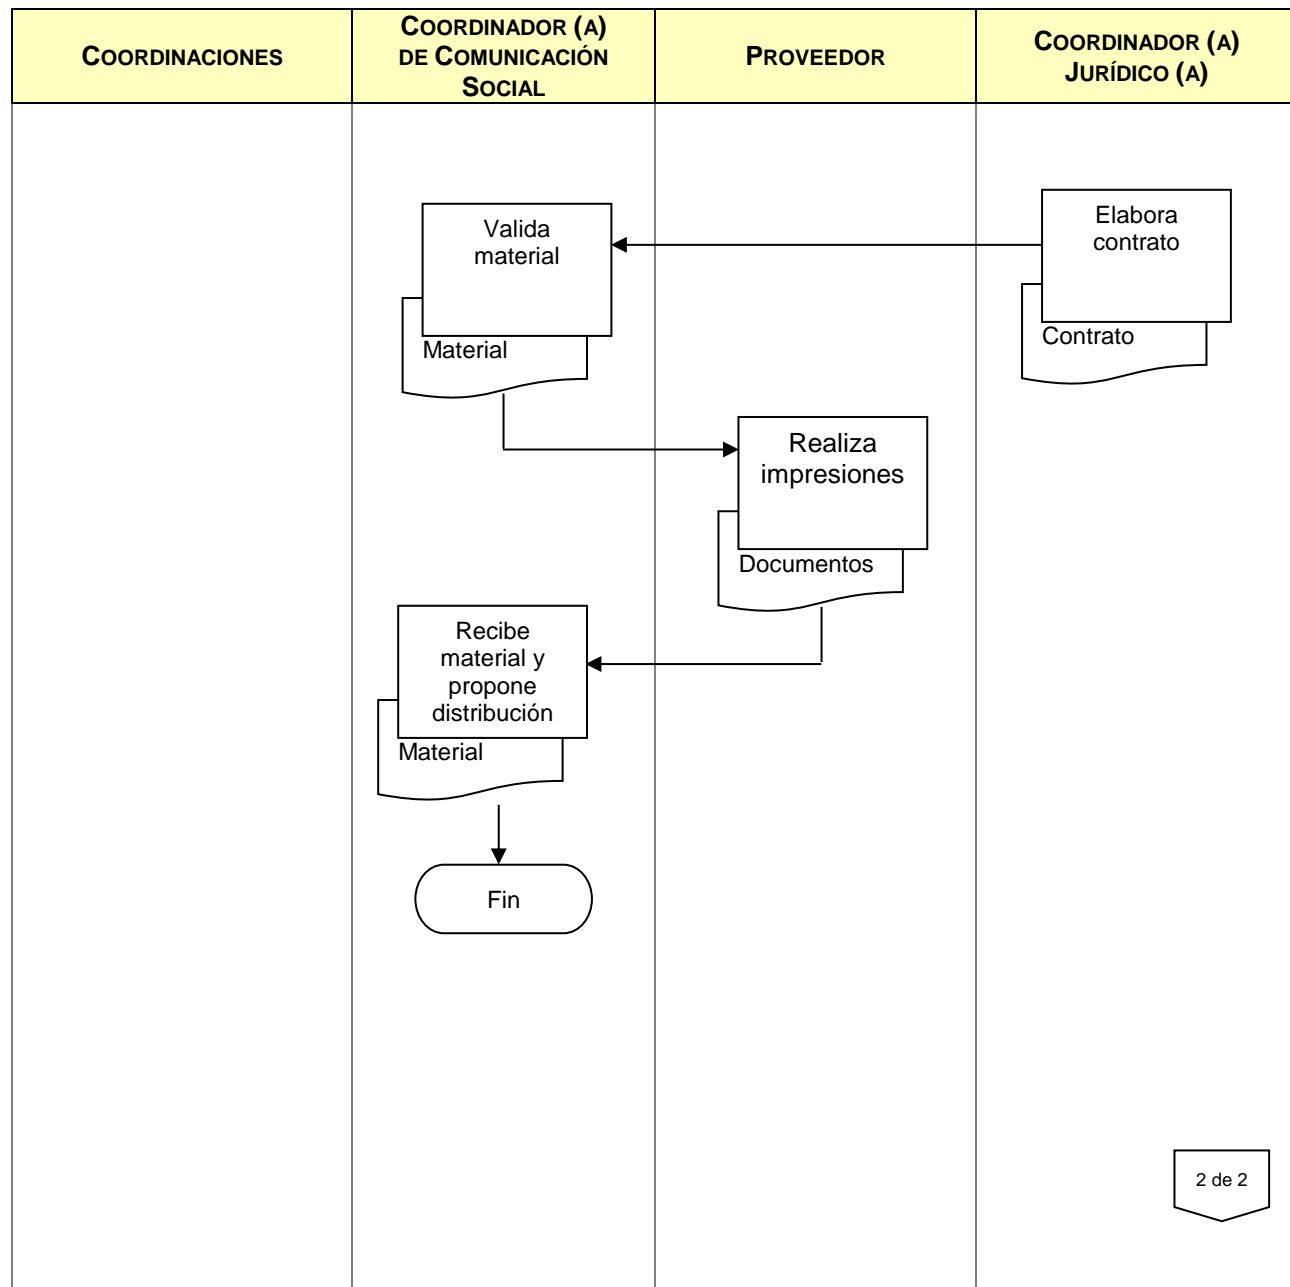 COORDINACIONES
COORDINADOR (A)
DE COMUNICACIÓN
SOCIAL
PROVEEDOR
COORDINADOR (A)
JURÍDICO (A)
Elabora
contrato
Contrato
Valida
material
Material
Realiza
impresiones
Documentos
Recibe
material y
propone
distribución
Material
Fin
2 de 2